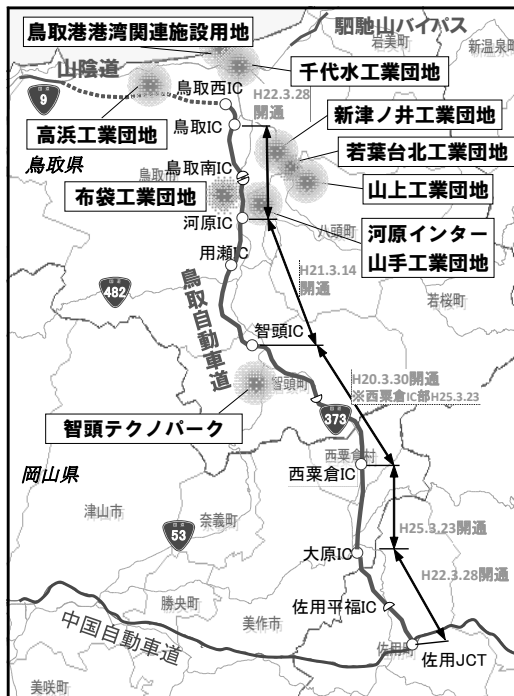 鳥取港港湾関連施設用地
駟馳山バイパス
岩美町
新温泉町
山陰道
千代水工業団地
9
鳥取西IC
H22.3.28
開通
新津ノ井工業団地
高浜工業団地
鳥取IC
若葉台北工業団地
鳥取県
鳥取市
鳥取南IC
山上工業団地
布袋工業団地
河原IC
八頭町
河原インター
山手工業団地
用瀬IC
H21.3.14
開通
482
鳥取自動車道
若桜町
智頭IC
智頭町
H20.3.30開通
※西粟倉IC部H25.3.23
373
智頭テクノパーク
西粟倉村
岡山県
西粟倉IC
津山市
奈義町
53
H25.3.23開通
大原IC
H22.3.28開通
勝央町
佐用平福IC
中国自動車道
美作市
佐用町
佐用JCT
美咲町